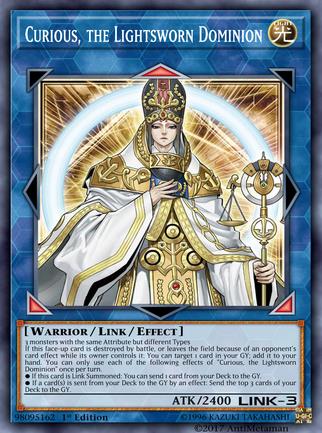 CURIOUS, THE LIGHTSWORN DOMINION
LIGHT
光
[WARRIOR / LINK / EFFECT]
3 monsters with the same Attribute but different Types
If this face-up card is destroyed by battle, or leaves the field because of an opponent's
card effect while its owner controls it: You can target 1 card in your GY; add it to your
hand. You can only use each of the following effects of "Curious, the Lightsworn
Dominion" once per turn.
● If this card is Link Summoned: You can send 1 card from your Deck to the GY.
● If a card(s) is sent from your Deck to the GY by an effect: Send the top 3 cards of your
Deck to the GY.
ATK/2400 LINK-3
98095162 1st Edition ©1996 KAZUKI TAKAHASHI
©2017 AntiMetaman